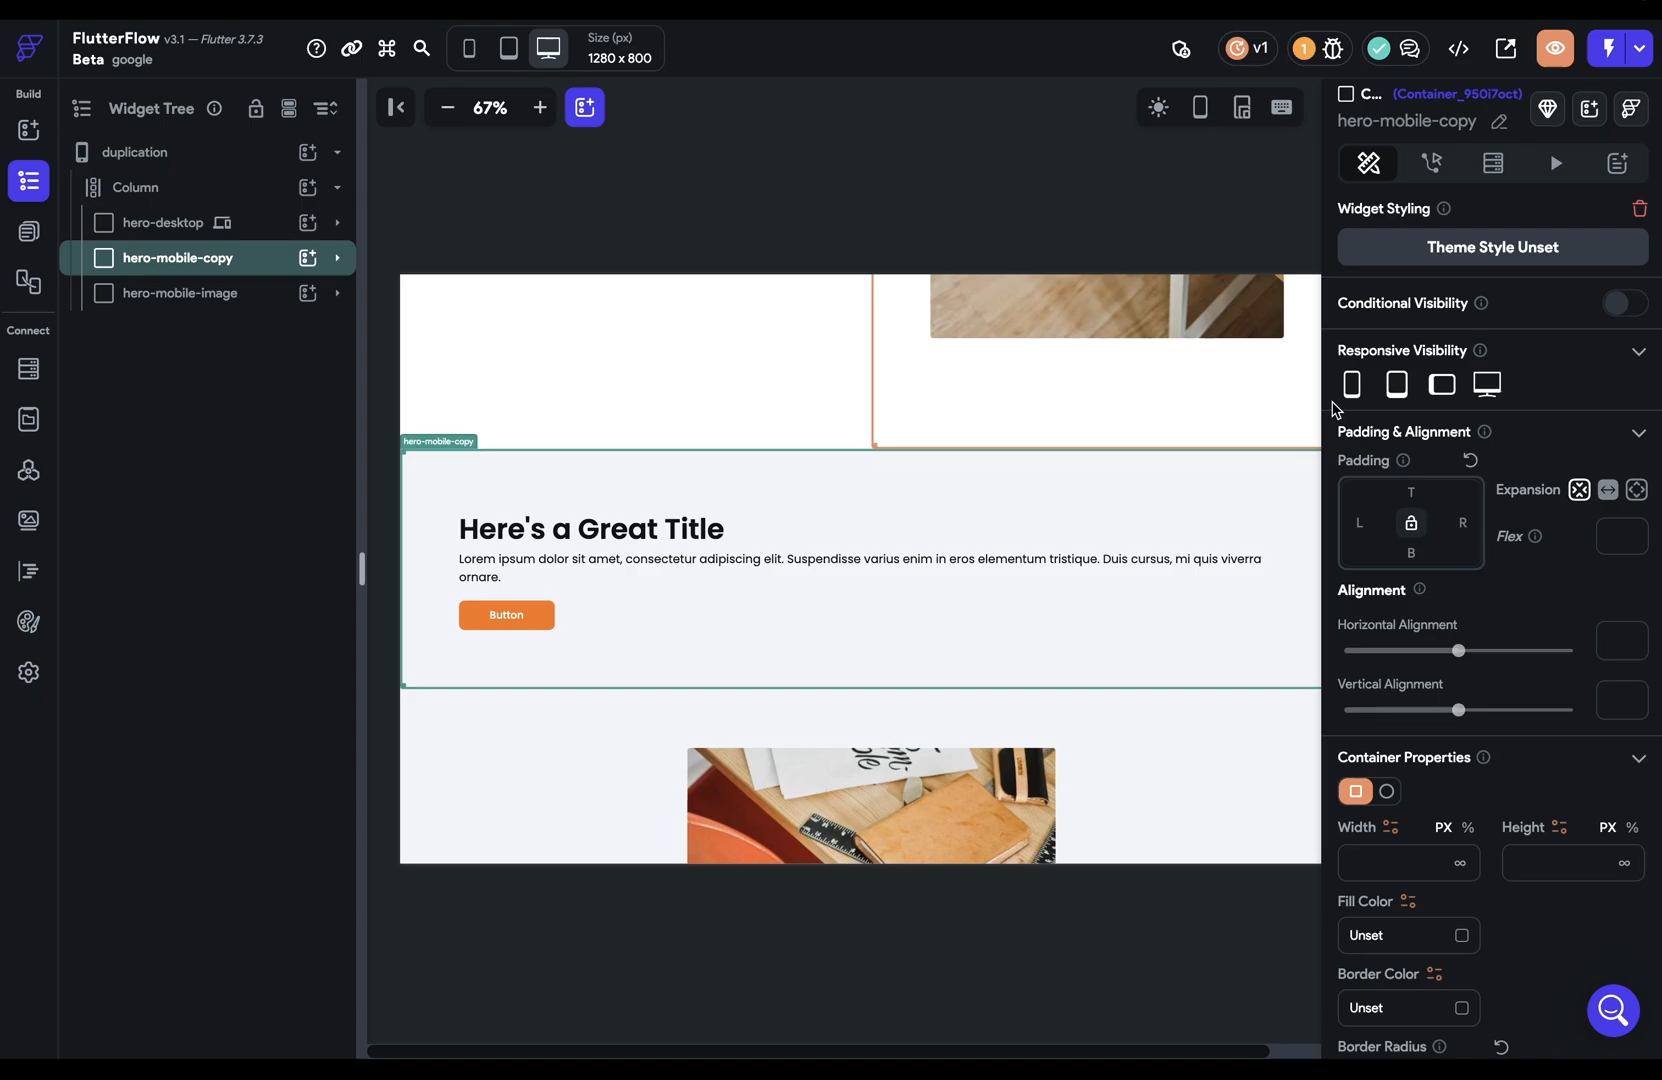 FlutterFlow v3.1 – Flutter 3.7.3
Beta google
Size (px)
1280 x 800
1
v1
Build
Widget Tree
67%
C... (Container_950i7oct)
hero-mobile-copy
duplication
Column
hero-desktop
hero-mobile-copy
hero-mobile-image
Connect
Widget Styling
Theme Style Unset
Conditional Visibility
Responsive Visibility
Padding & Alignment
Padding
T
L
R
B
Expansion
Flex
Alignment
Horizontal Alignment
Vertical Alignment
Container Properties
Width
PX %
Height
PX %
∞
∞
Fill Color
Unset
Border Color
Unset
Border Radius
hero-mobile-copy
Here's a Great Title
Lorem ipsum dolor sit amet, consectetur adipiscing elit. Suspendisse varius enim in eros elementum tristique. Duis cursus, mi quis viverra
ornare.
Button